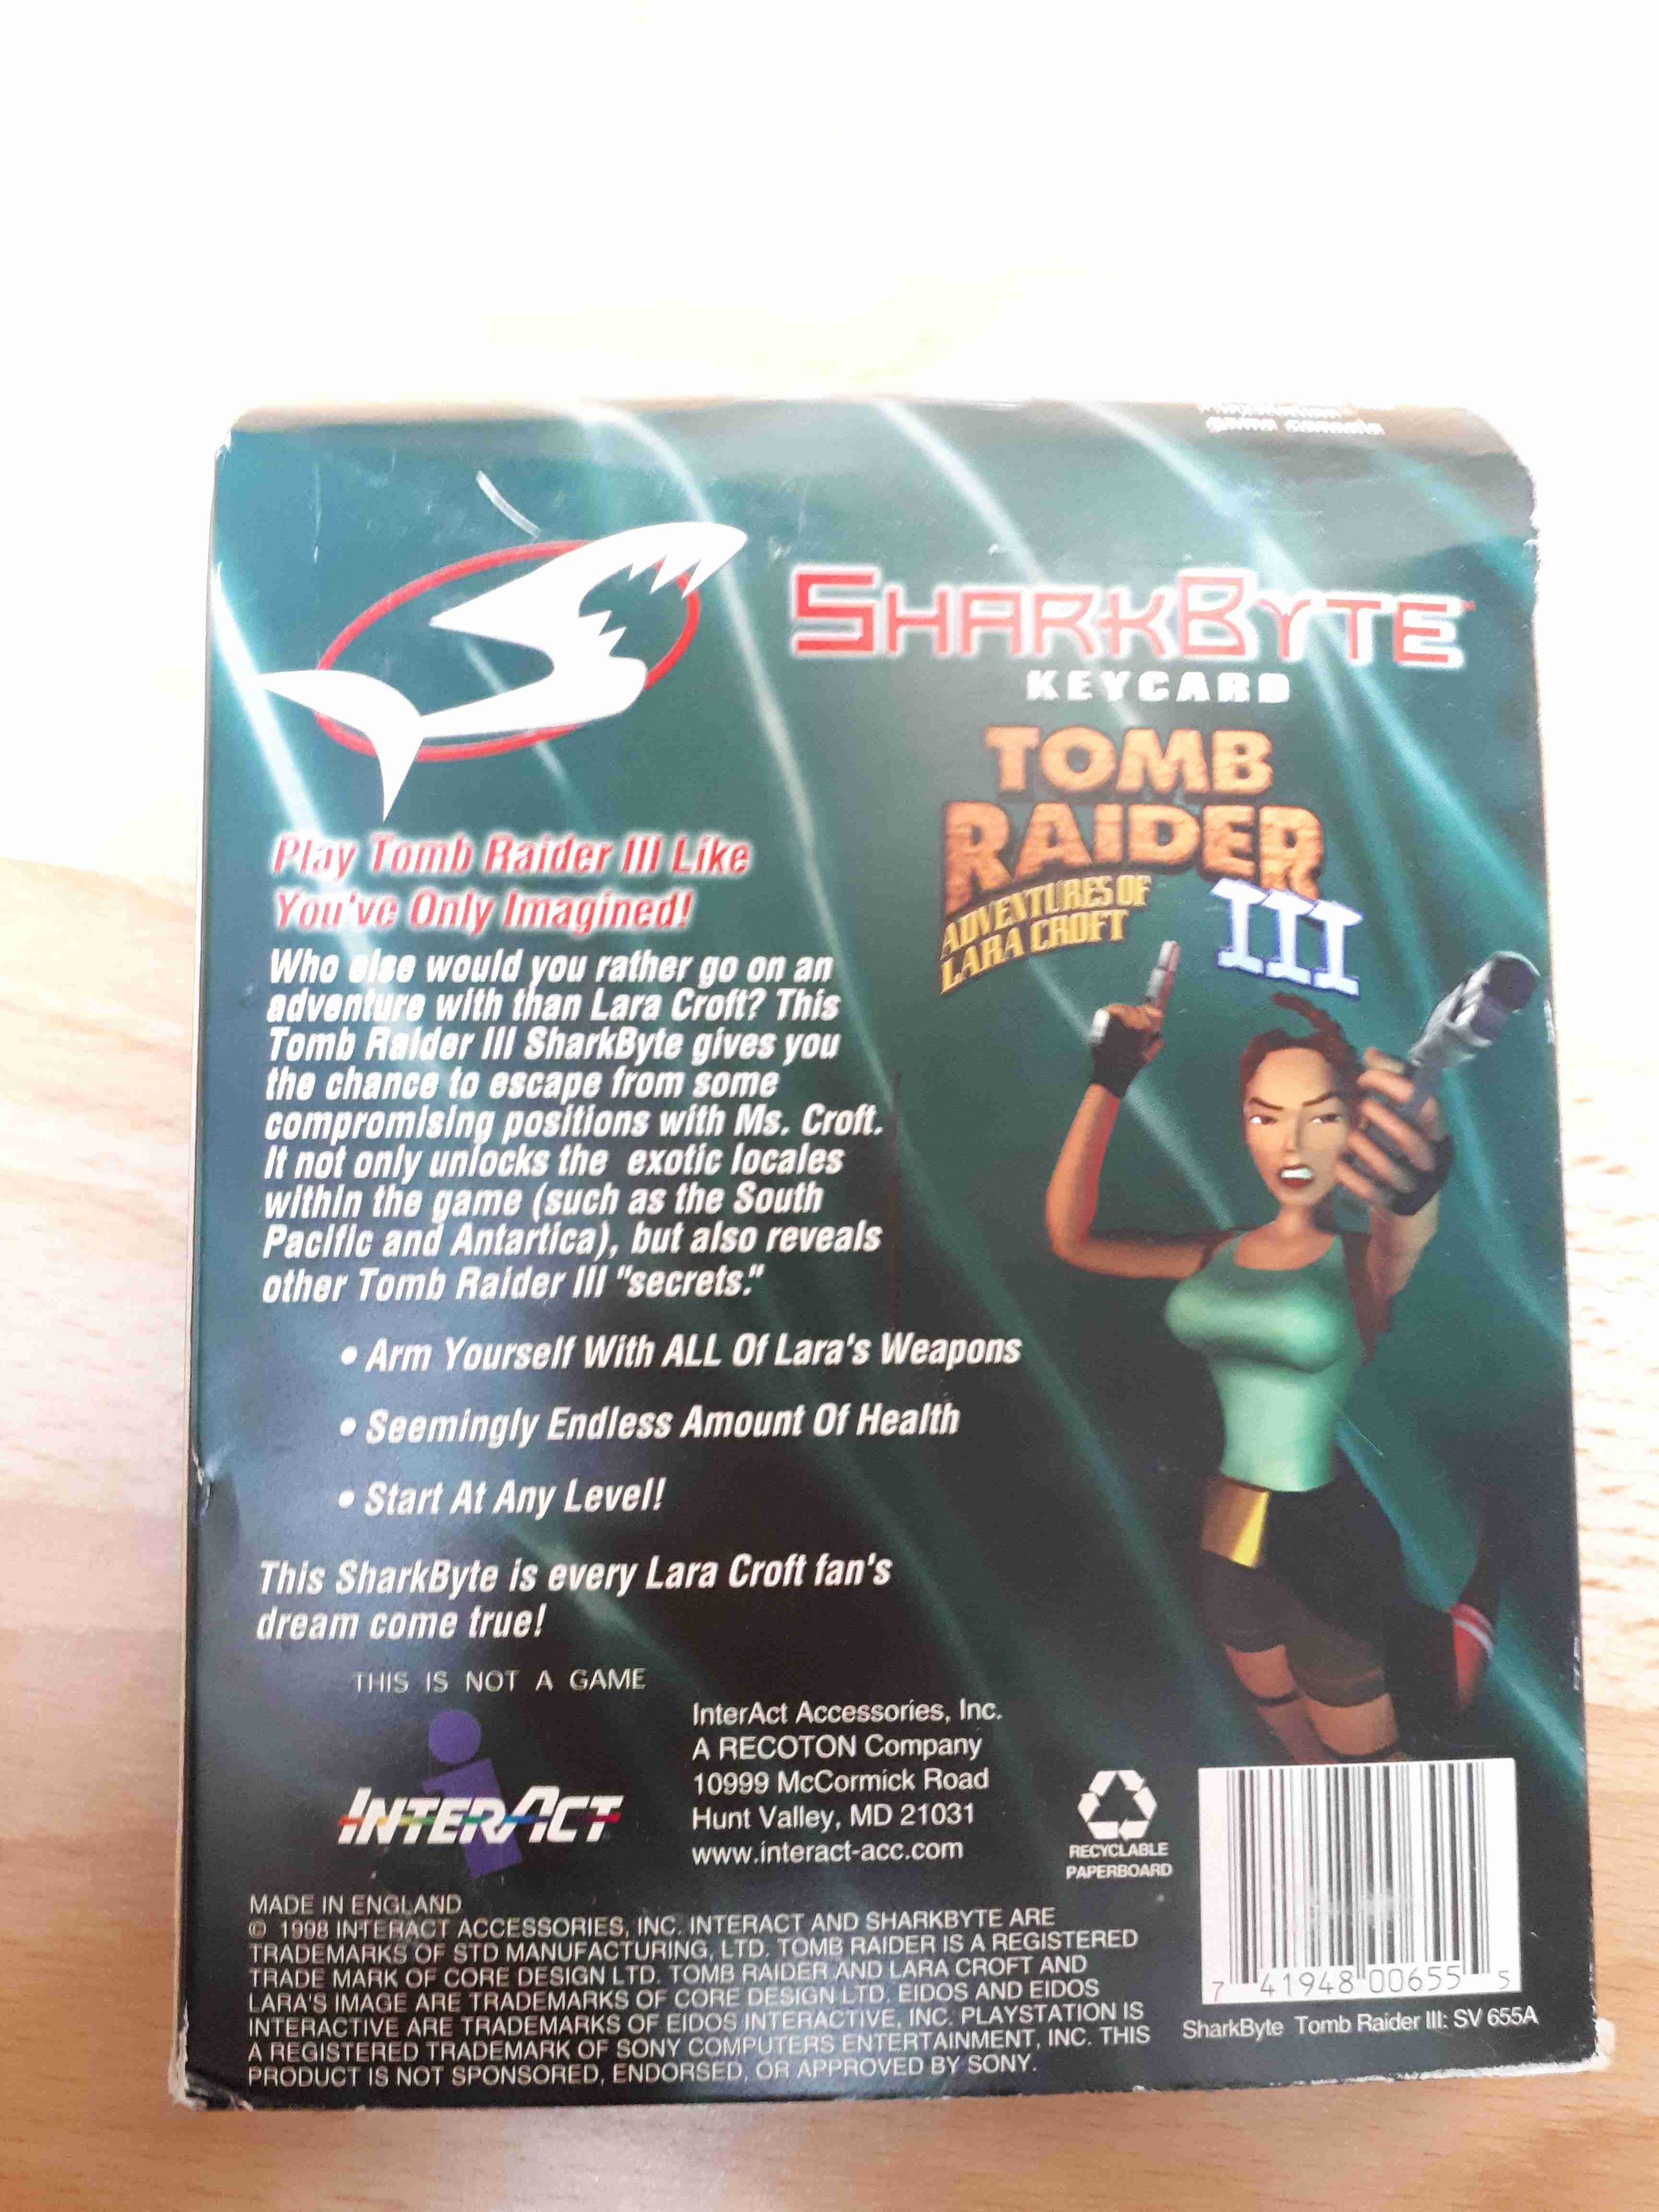 game console
SHARKBYTE™
KEYCARD
TOMB
RAIDER
III
ADVENTURES OF
LARA CROFT
Play Tomb Raider III Like
You've Only Imagined!
Who else would you rather go on an
adventure with than Lara Croft? This
Tomb Raider III SharkByte gives you
the chance to escape from some
compromising positions with Ms. Croft.
It not only unlocks the exotic locales
within the game (such as the South
Pacific and Antartica), but also reveals
other Tomb Raider III "secrets."
• Arm Yourself With ALL Of Lara's Weapons
• Seemingly Endless Amount Of Health
• Start At Any Level!
This SharkByte is every Lara Croft fan's
dream come true!
THIS IS NOT A GAME
INTERACT
InterAct Accessories, Inc.
A RECOTON Company
10999 McCormick Road
Hunt Valley, MD 21031
www.interact-acc.com
RECYCLABLE
PAPERBOARD
MADE IN ENGLAND
© 1998 INTERACT ACCESSORIES, INC. INTERACT AND SHARKBYTE ARE
TRADEMARKS OF STD MANUFACTURING, LTD. TOMB RAIDER IS A REGISTERED
TRADE MARK OF CORE DESIGN LTD. TOMB RAIDER AND LARA CROFT AND
LARA'S IMAGE ARE TRADEMARKS OF CORE DESIGN LTD. EIDOS AND EIDOS
INTERACTIVE ARE TRADEMARKS OF EIDOS INTERACTIVE, INC. PLAYSTATION IS
A REGISTERED TRADEMARK OF SONY COMPUTERS ENTERTAINMENT, INC. THIS
PRODUCT IS NOT SPONSORED, ENDORSED, OR APPROVED BY SONY.
7 41948 00655 5
SharkByte Tomb Raider III: SV 655A